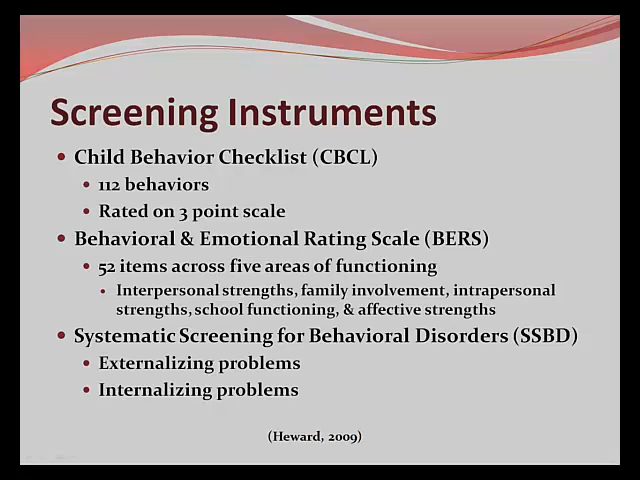 Screening Instruments
• Child Behavior Checklist (CBCL)
• 112 behaviors
• Rated on 3 point scale
• Behavioral & Emotional Rating Scale (BERS)
• 52 items across five areas of functioning
• Interpersonal strengths, family involvement, intrapersonal
strengths, school functioning, & affective strengths
• Systematic Screening for Behavioral Disorders (SSBD)
• Externalizing problems
• Internalizing problems
(Heward, 2009)